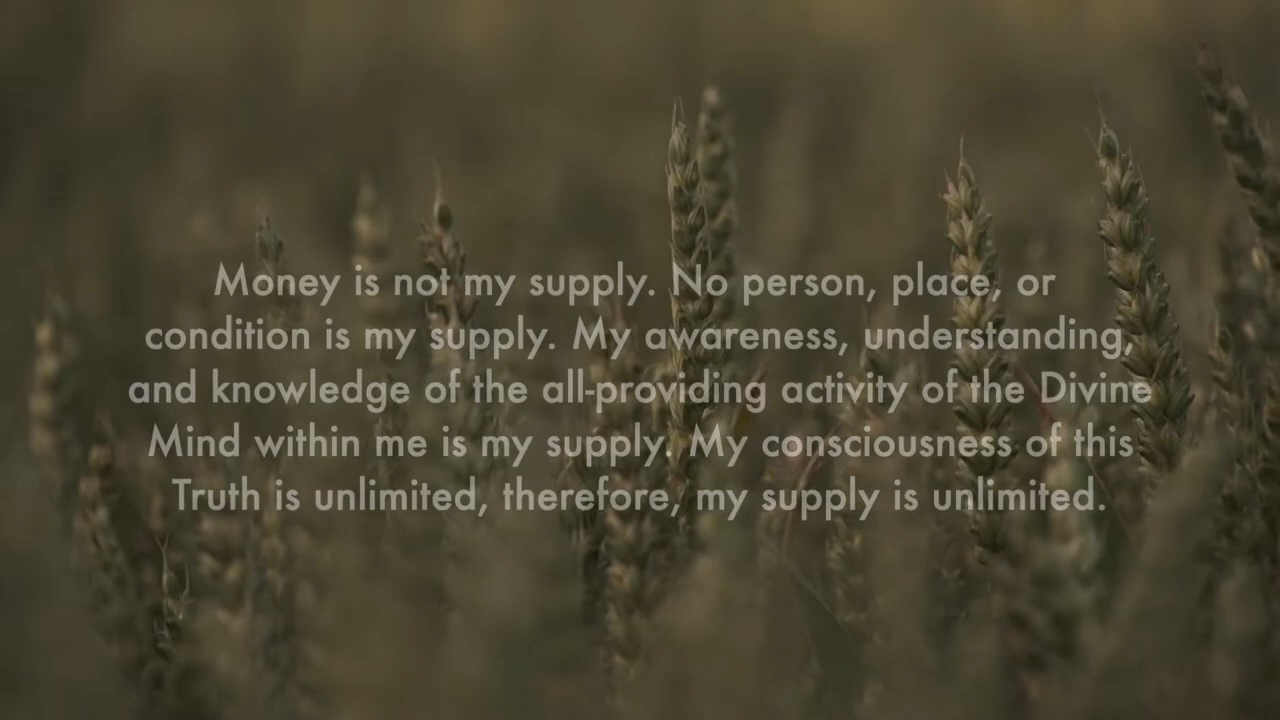 Money is not my supply. No person, place, or
condition is my supply. My awareness, understanding,
and knowledge of the all-providing activity of the Divine
Mind within me is my supply. My consciousness of this
Truth is unlimited, therefore, my supply is unlimited.